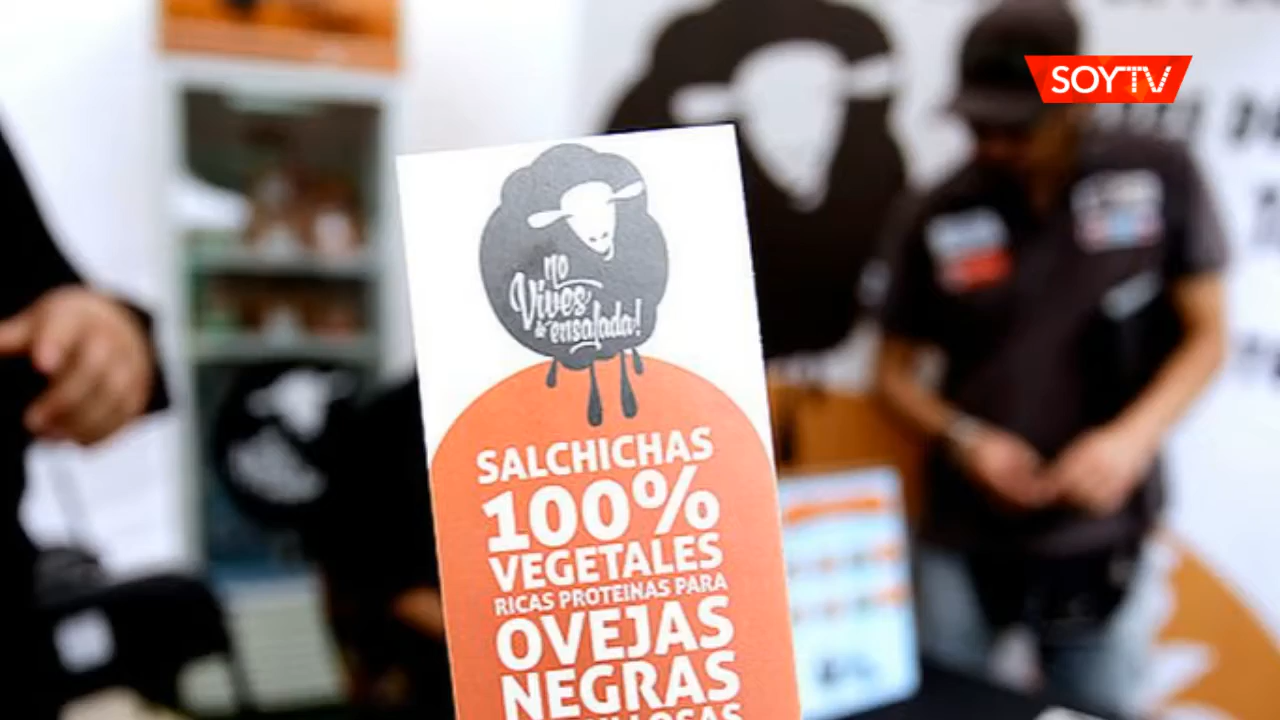 SOYTV
no
Vives
de ensalada!
SALCHICHAS
100%
VEGETALES
RICAS PROTEINAS PARA
OVEJAS
NEGRAS